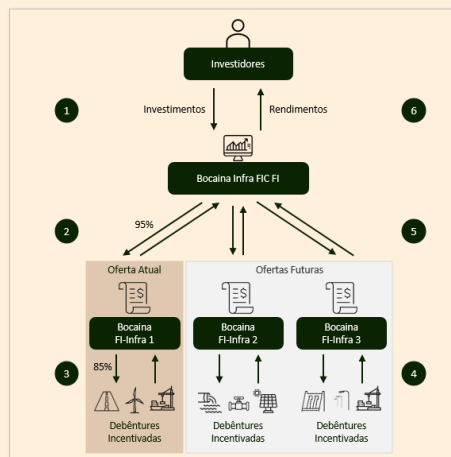 Investidores
1
Investimentos
Rendimentos
6
Bocaina Infra FIC FI
2
95%
5
Oferta Atual
Ofertas Futuras
Bocaina
FI-Infra 1
Bocaina
FI-Infra 2
Bocaina
FI-Infra 3
3
85%
4
Debêntures
Incentivadas
Debêntures
Incentivadas
Debêntures
Incentivadas